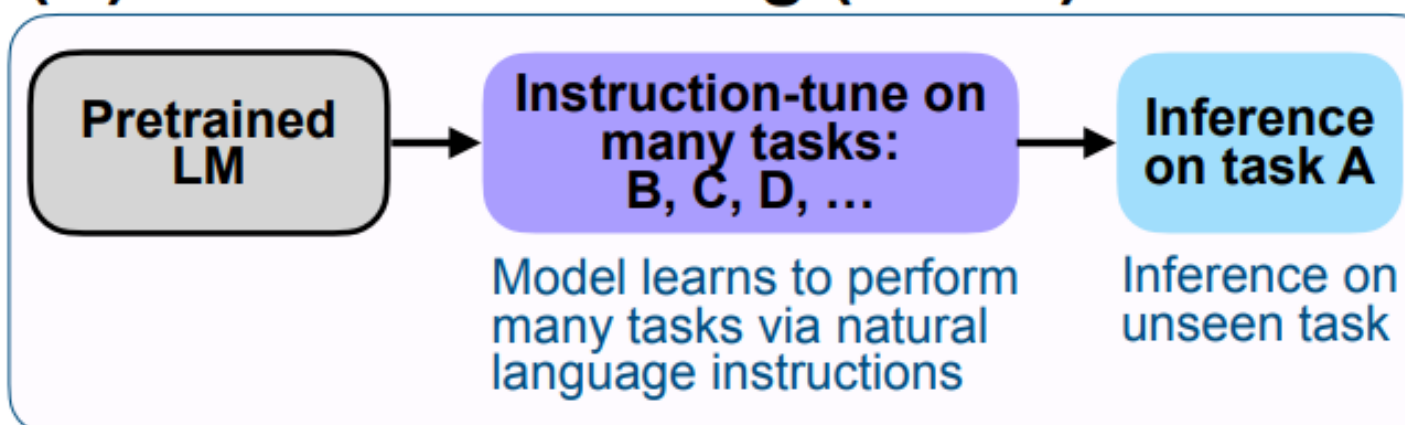 Pretrained
LM
Instruction-tune on
many tasks:
B, C, D, …
Inference
on task A
Model learns to perform
many tasks via natural
language instructions
Inference on
unseen task